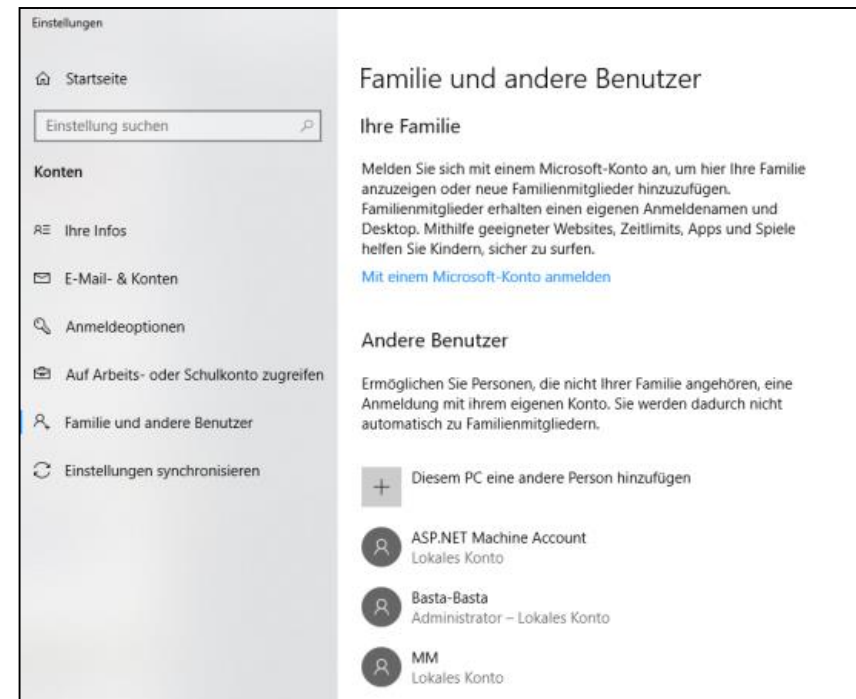 Einstellungen
Startseite
Einstellung suchen
Konten
Ihre Infos
E-Mail- & Konten
Anmeldeoptionen
Auf Arbeits- oder Schulkonto zugreifen
Familie und andere Benutzer
Einstellungen synchronisieren
Familie und andere Benutzer
Ihre Familie
Melden Sie sich mit einem Microsoft-Konto an, um hier Ihre Familie
anzuzeigen oder neue Familienmitglieder hinzuzufügen.
Familienmitglieder erhalten einen eigenen Anmeldenamen und
Desktop. Mithilfe geeigneter Websites, Zeitlimits, Apps und Spiele
helfen Sie Kindern, sicher zu surfen.
Mit einem Microsoft-Konto anmelden
Andere Benutzer
Ermöglichen Sie Personen, die nicht Ihrer Familie angehören, eine
Anmeldung mit ihrem eigenen Konto. Sie werden dadurch nicht
automatisch zu Familienmitgliedern.
Diesem PC eine andere Person hinzufügen
ASP.NET Machine Account
Lokales Konto
Basta-Basta
Administrator – Lokales Konto
MM
Lokales Konto